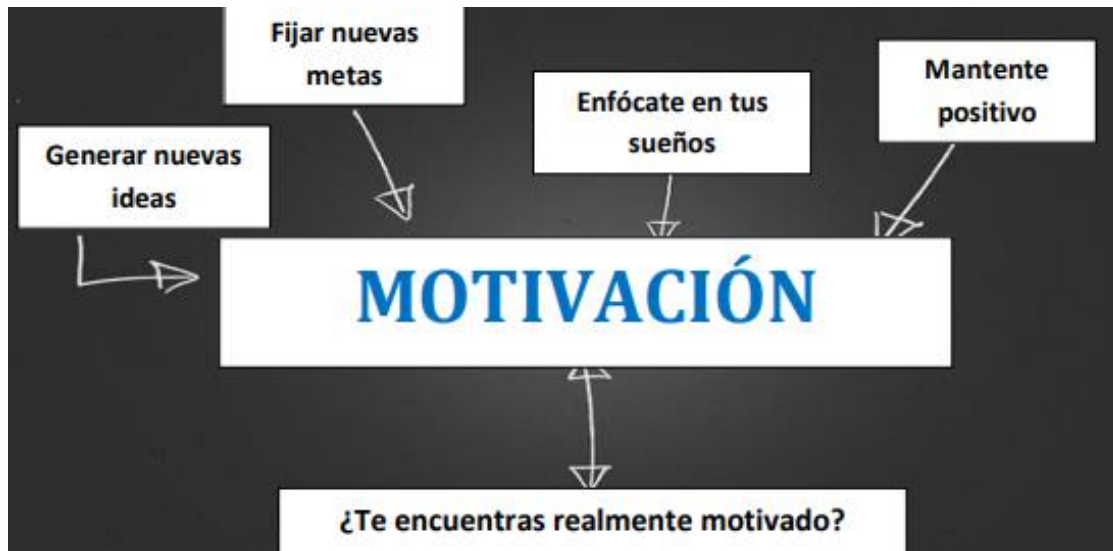 Fijar nuevas
metas
Mantente
positivo
Enfócate en tus
sueños
Generar nuevas
ideas
MOTIVACIÓN
¿Te encuentras realmente motivado?